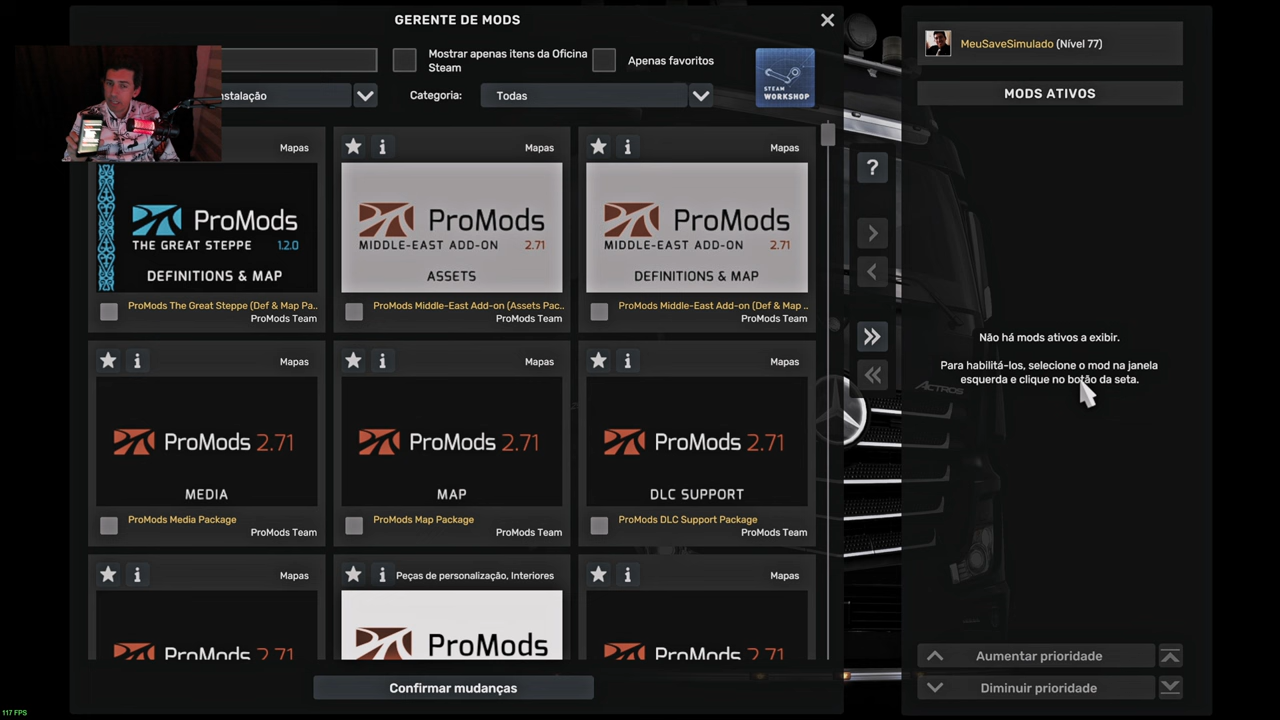 GERENTE DE MODS
Mostrar apenas itens da Oficina
Steam
Apenas favoritos
STEAM
WORKSHOP
Categoria:
Todas
MeuSaveSimulado (Nível 77)
MODS ATIVOS
Mapas
ProMods
THE GREAT STEPPE 1.2.0
DEFINITIONS & MAP
ProMods The Great Steppe (Def & Map Pa..
ProMods Team
Mapas
ProMods
MIDDLE-EAST ADD-ON 2.71
ASSETS
ProMods Middle-East Add-on (Assets Pac..
ProMods Team
Mapas
ProMods
MIDDLE-EAST ADD-ON 2.71
DEFINITIONS & MAP
ProMods Middle-East Add-on (Def & Map ..
ProMods Team
Mapas
ProMods 2.71
MEDIA
ProMods Media Package
ProMods Team
Mapas
ProMods 2.71
MAP
ProMods Map Package
ProMods Team
Mapas
ProMods 2.71
DLC SUPPORT
ProMods DLC Support Package
ProMods Team
Mapas
ProMods 2.71
Peças de personalização, Interiores
ProMods
Mapas
ProMods 2.71
?
Não há mods ativos a exibir.
Para habilitá-los, selecione o mod na janela
esquerda e clique no botão da seta.
ACTROS
Confirmar mudanças
Aumentar prioridade
Diminuir prioridade
117 FPS